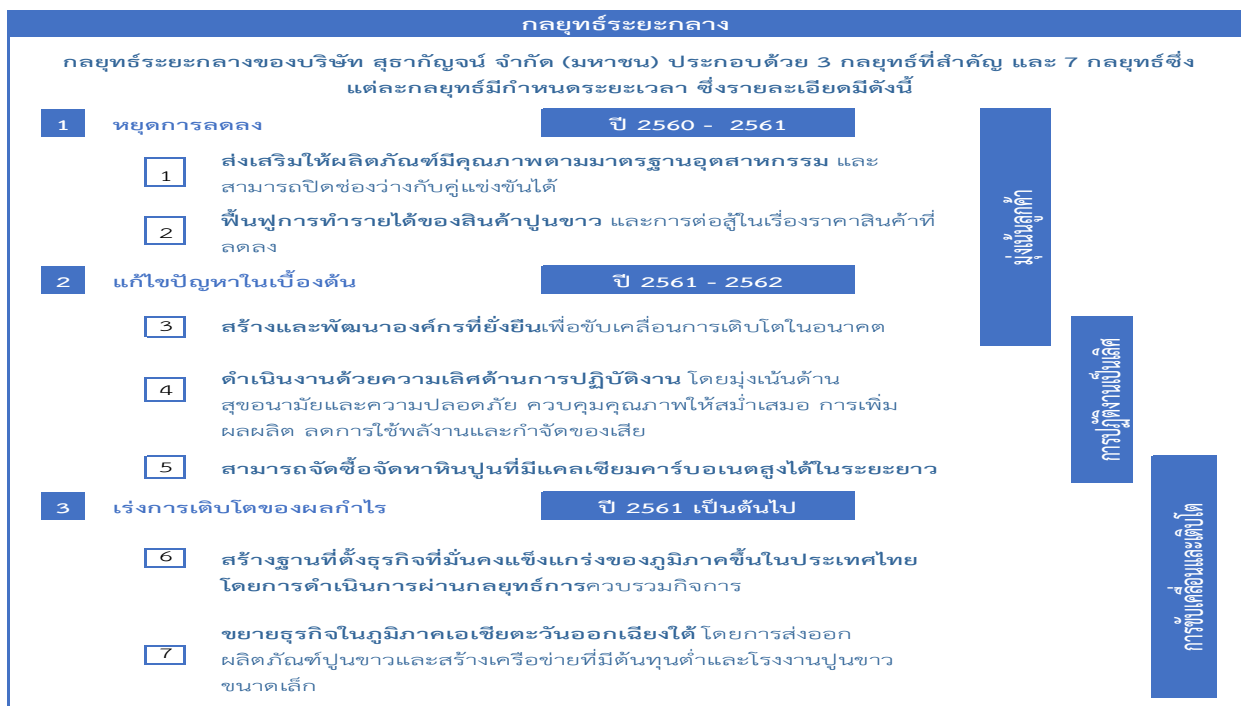 กลยุทธ์ระยะกลาง
กลยุทธ์ระยะกลางของบริษัท สุธากัญจน์ จำกัด (มหาชน) ประกอบด้วย 3 กลยุทธ์ที่สำคัญ และ 7 กลยุทธ์ซึ่ง
แต่ละกลยุทธ์มีกำหนดระยะเวลา ซึ่งรายละเอียดมีดังนี้
1 หยุดการลดลง ปี 2560 - 2561
1 ส่งเสริมให้ผลิตภัณฑ์มีคุณภาพตามมาตรฐานอุตสาหกรรม และ
สามารถปิดช่องว่างกับคู่แข่งขันได้
2 ฟื้นฟูการทำรายได้ของสินค้าปูนขาว และการต่อสู้ในเรื่องราคาสินค้าที่
ลดลง
2 แก้ไขปัญหาในเบื้องต้น ปี 2561 - 2562
3 สร้างและพัฒนาองค์กรที่ยั่งยืนเพื่อขับเคลื่อนการเติบโตในอนาคต
4 ดำเนินงานด้วยความเลิศด้านการปฏิบัติงาน โดยมุ่งเน้นด้าน
สุขอนามัยและความปลอดภัย ควบคุมคุณภาพให้สม่ำเสมอ การเพิ่ม
ผลผลิต ลดการใช้พลังงานและกำจัดของเสีย
5 สามารถจัดซื้อจัดหาหินปูนที่มีแคลเซียมคาร์บอเนตสูงได้ในระยะยาว
3 เร่งการเติบโตของผลกำไร ปี 2561 เป็นต้นไป
6 สร้างฐานที่ตั้งธุรกิจที่มั่นคงแข็งแกร่งของภูมิภาคขึ้นในประเทศไทย
โดยการดำเนินการผ่านกลยุทธ์การควบรวมกิจการ
7 ขยายธุรกิจในภูมิภาคเอเชียตะวันออกเฉียงใต้ โดยการส่งออก
ผลิตภัณฑ์ปูนขาวและสร้างเครือข่ายที่มีต้นทุนต่ำและโรงงานปูนขาว
ขนาดเล็ก
มุ่งเน้นลูกค้า
การปฏิติงานเป็นเลิศ
การขับเคลื่อนและเติบโต